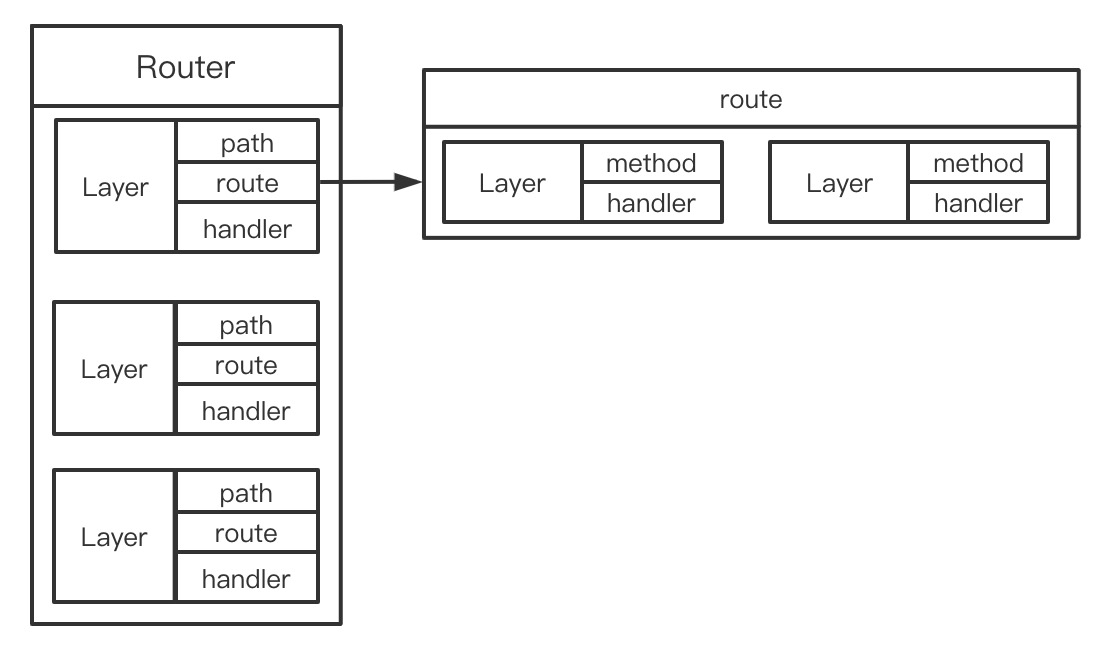 Router
Layer
path
route
handler
Layer
path
route
handler
Layer
path
route
handler
route
Layer
method
handler
Layer
method
handler